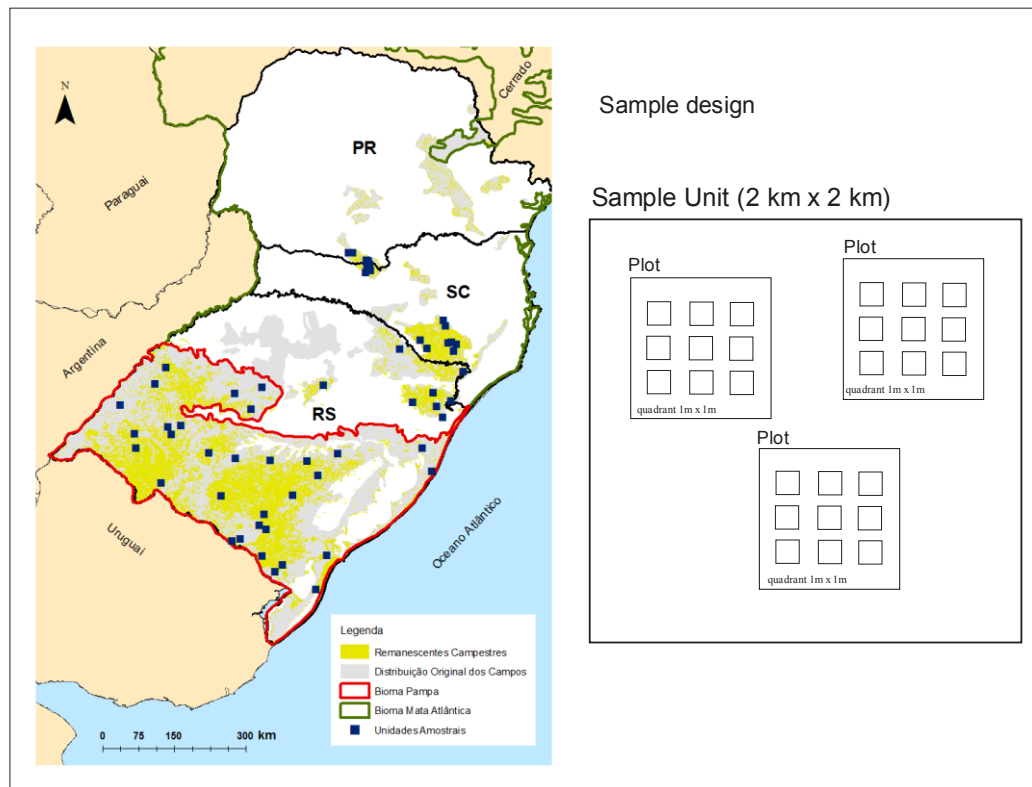 N
PR
Cerrado
Paraguai
SC
Argentina
RS
Oceano Atlântico
Uruguai
Legenda
Remanescentes Campestres
Distribuição Original dos Campos
Bioma Pampa
Bioma Mata Atlântica
Unidades Amostrais
0 75 150 300 km
Sample design
Sample Unit (2 km x 2 km)
Plot
quadrant 1m x 1m
Plot
quadrant 1m x 1m
Plot
quadrant 1m x 1m